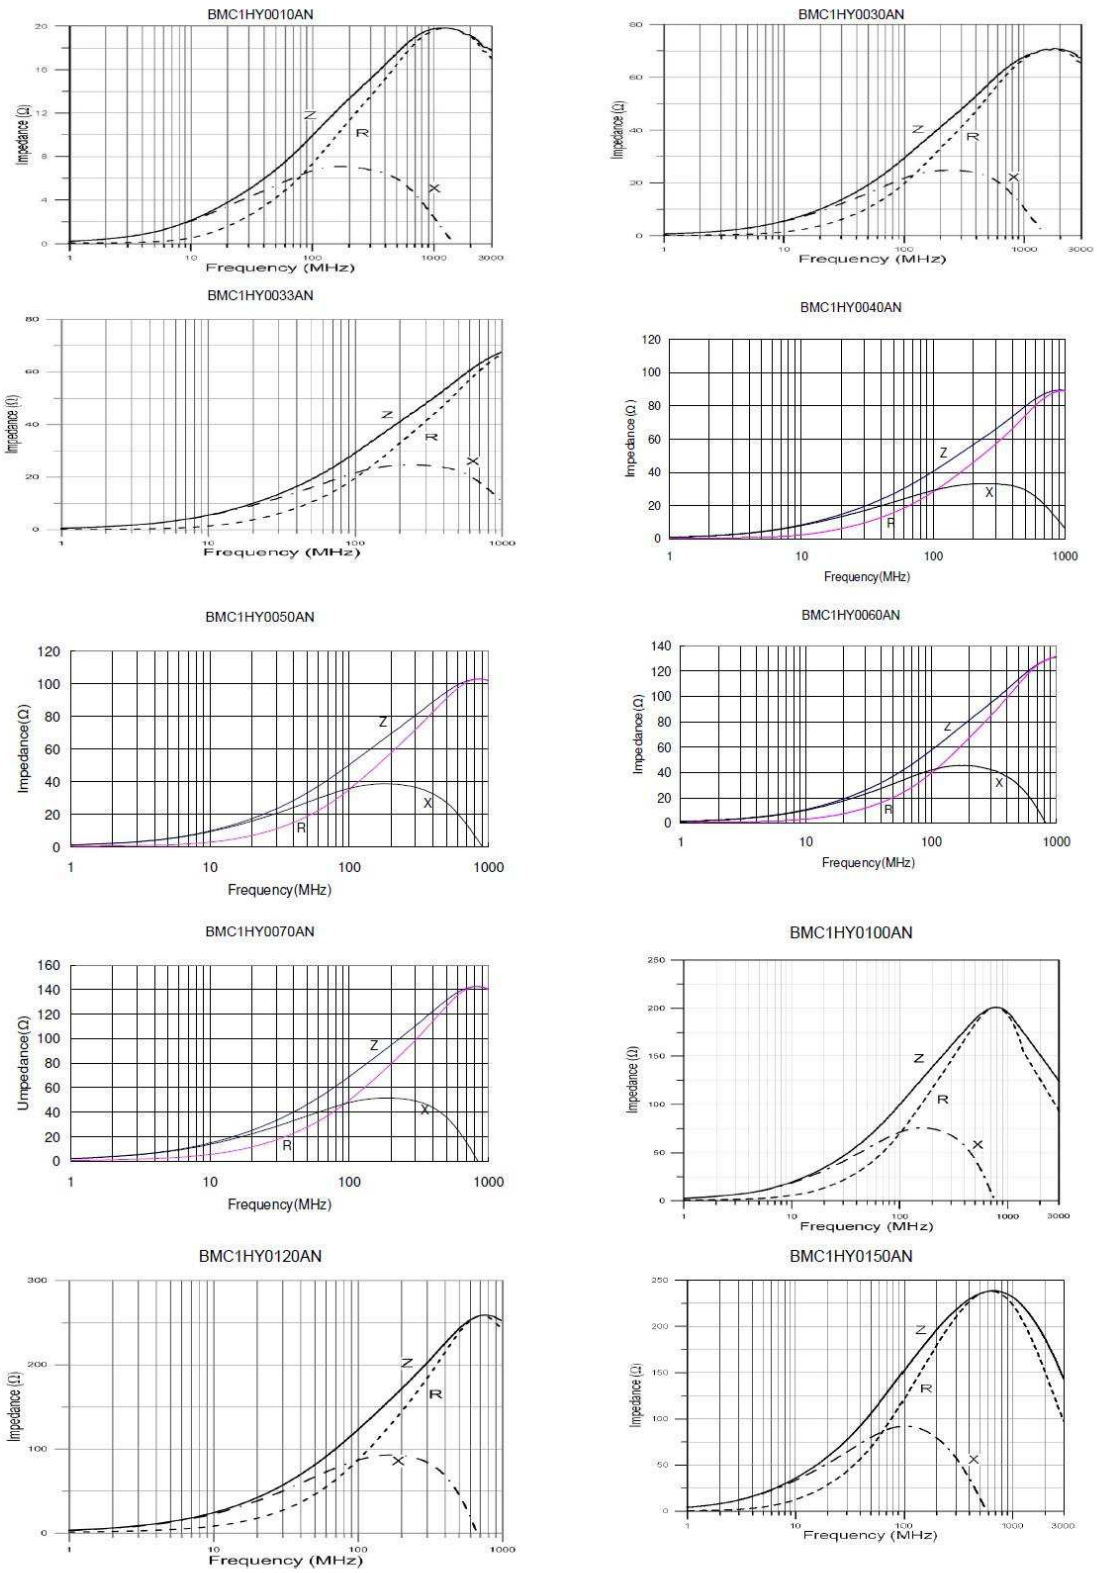 BMC1HY0010AN
20
16
12
8
4
0
Impedance (Ω)
Z
R
X
1
10
100
1000
3000
Frequency (MHz)
BMC1HY0030AN
80
60
40
20
0
Impedance (Ω)
Z
R
X
1
10
100
1000
3000
Frequency (MHz)
BMC1HY0033AN
80
60
40
20
0
Impedance (Ω)
Z
R
X
1
10
100
1000
Frequency (MHz)
BMC1HY0040AN
120
100
80
60
40
20
0
Impedance(Ω)
Z
X
R
1
10
100
1000
Frequency(MHz)
BMC1HY0050AN
120
100
80
60
40
20
0
Impedance(Ω)
Z
X
R
1
10
100
1000
Frequency(MHz)
BMC1HY0060AN
140
120
100
80
60
40
20
0
Impedance(Ω)
Z
X
R
1
10
100
1000
Frequency(MHz)
BMC1HY0070AN
160
140
120
100
80
60
40
20
0
Umpedance(Ω)
Z
X
R
1
10
100
1000
Frequency(MHz)
BMC1HY0100AN
250
200
150
100
50
0
Impedance (Ω)
Z
R
X
1
10
100
1000
3000
Frequency (MHz)
BMC1HY0120AN
300
200
100
0
Impedance (Ω)
Z
R
X
1
10
100
1000
Frequency (MHz)
BMC1HY0150AN
250
200
150
100
50
0
Impedance (Ω)
Z
R
X
1
10
100
1000
3000
Frequency (MHz)